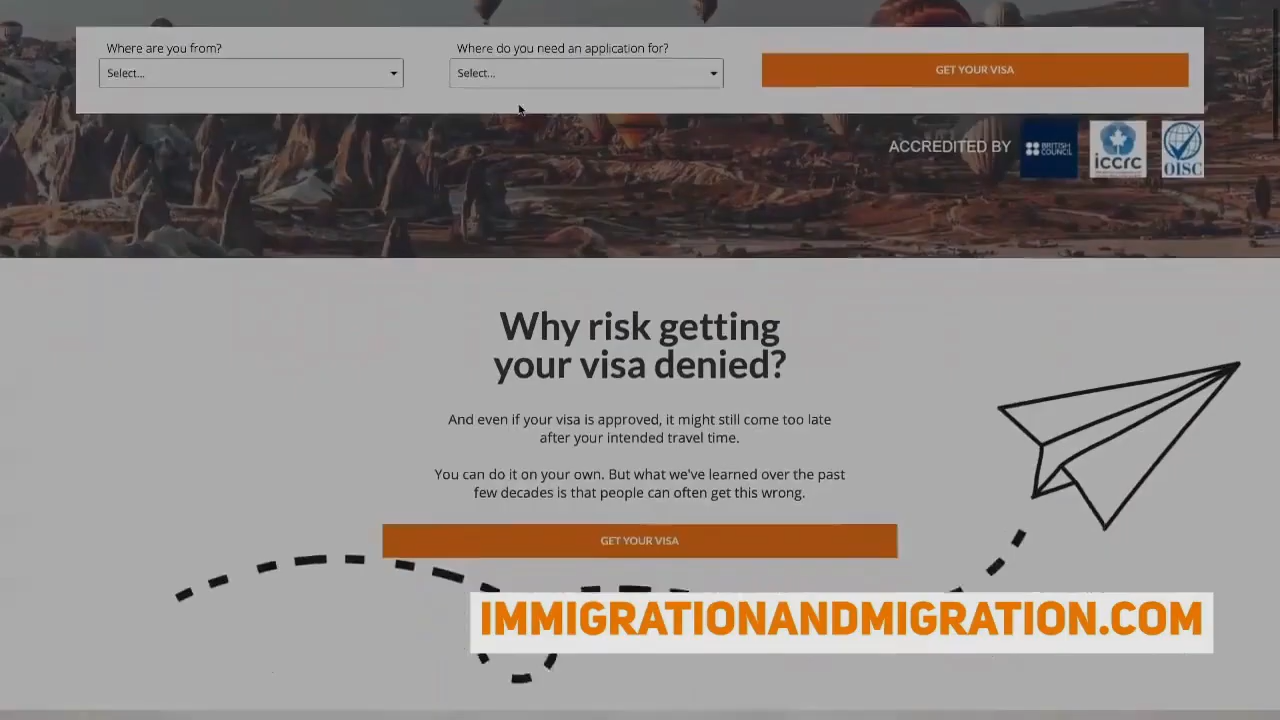 Where are you from?
Where do you need an application for?
Select...
Select...
GET YOUR VISA
ACCREDITED BY
BRITISH
COUNCIL
iccrc
OISC
Why risk getting
your visa denied?
And even if your visa is approved, it might still come too late
after your intended travel time.
You can do it on your own. But what we've learned over the past
few decades is that people can often get this wrong.
GET YOUR VISA
IMMIGRATIONANDMIGRATION.COM